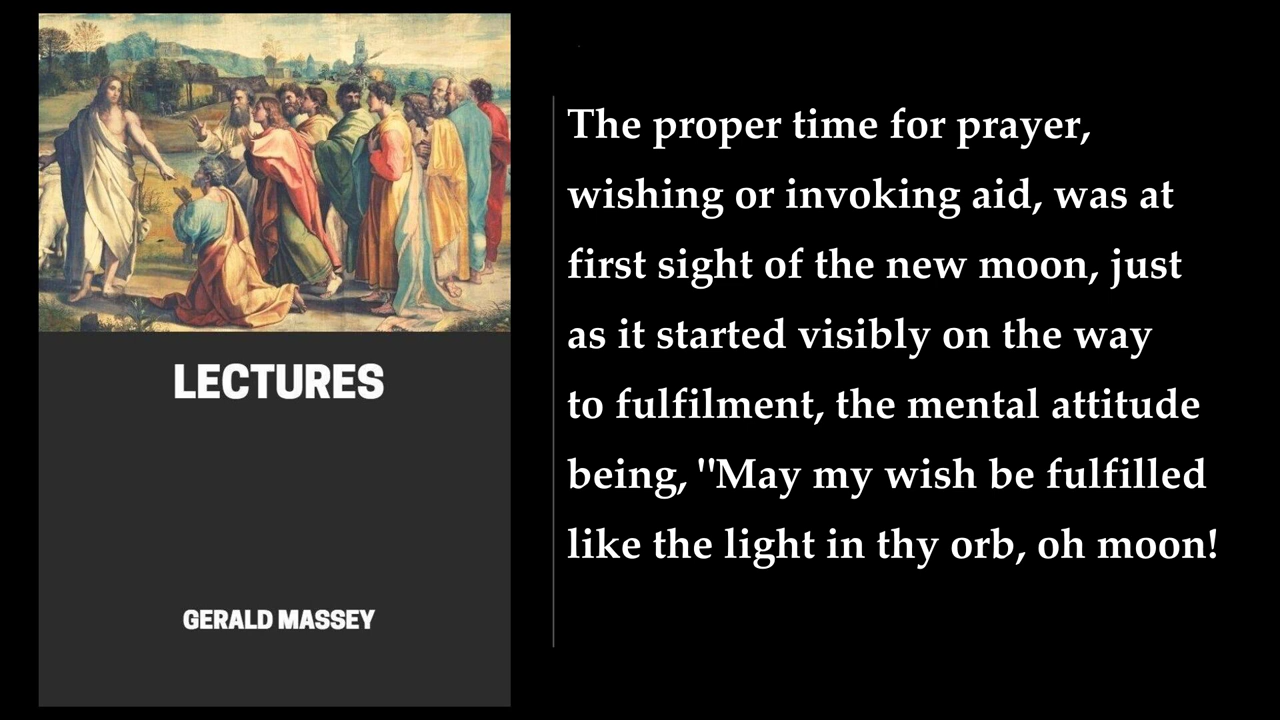 LECTURES
GERALD MASSEY
The proper time for prayer,
wishing or invoking aid, was at
first sight of the new moon, just
as it started visibly on the way
to fulfilment, the mental attitude
being, "May my wish be fulfilled
like the light in thy orb, oh moon!